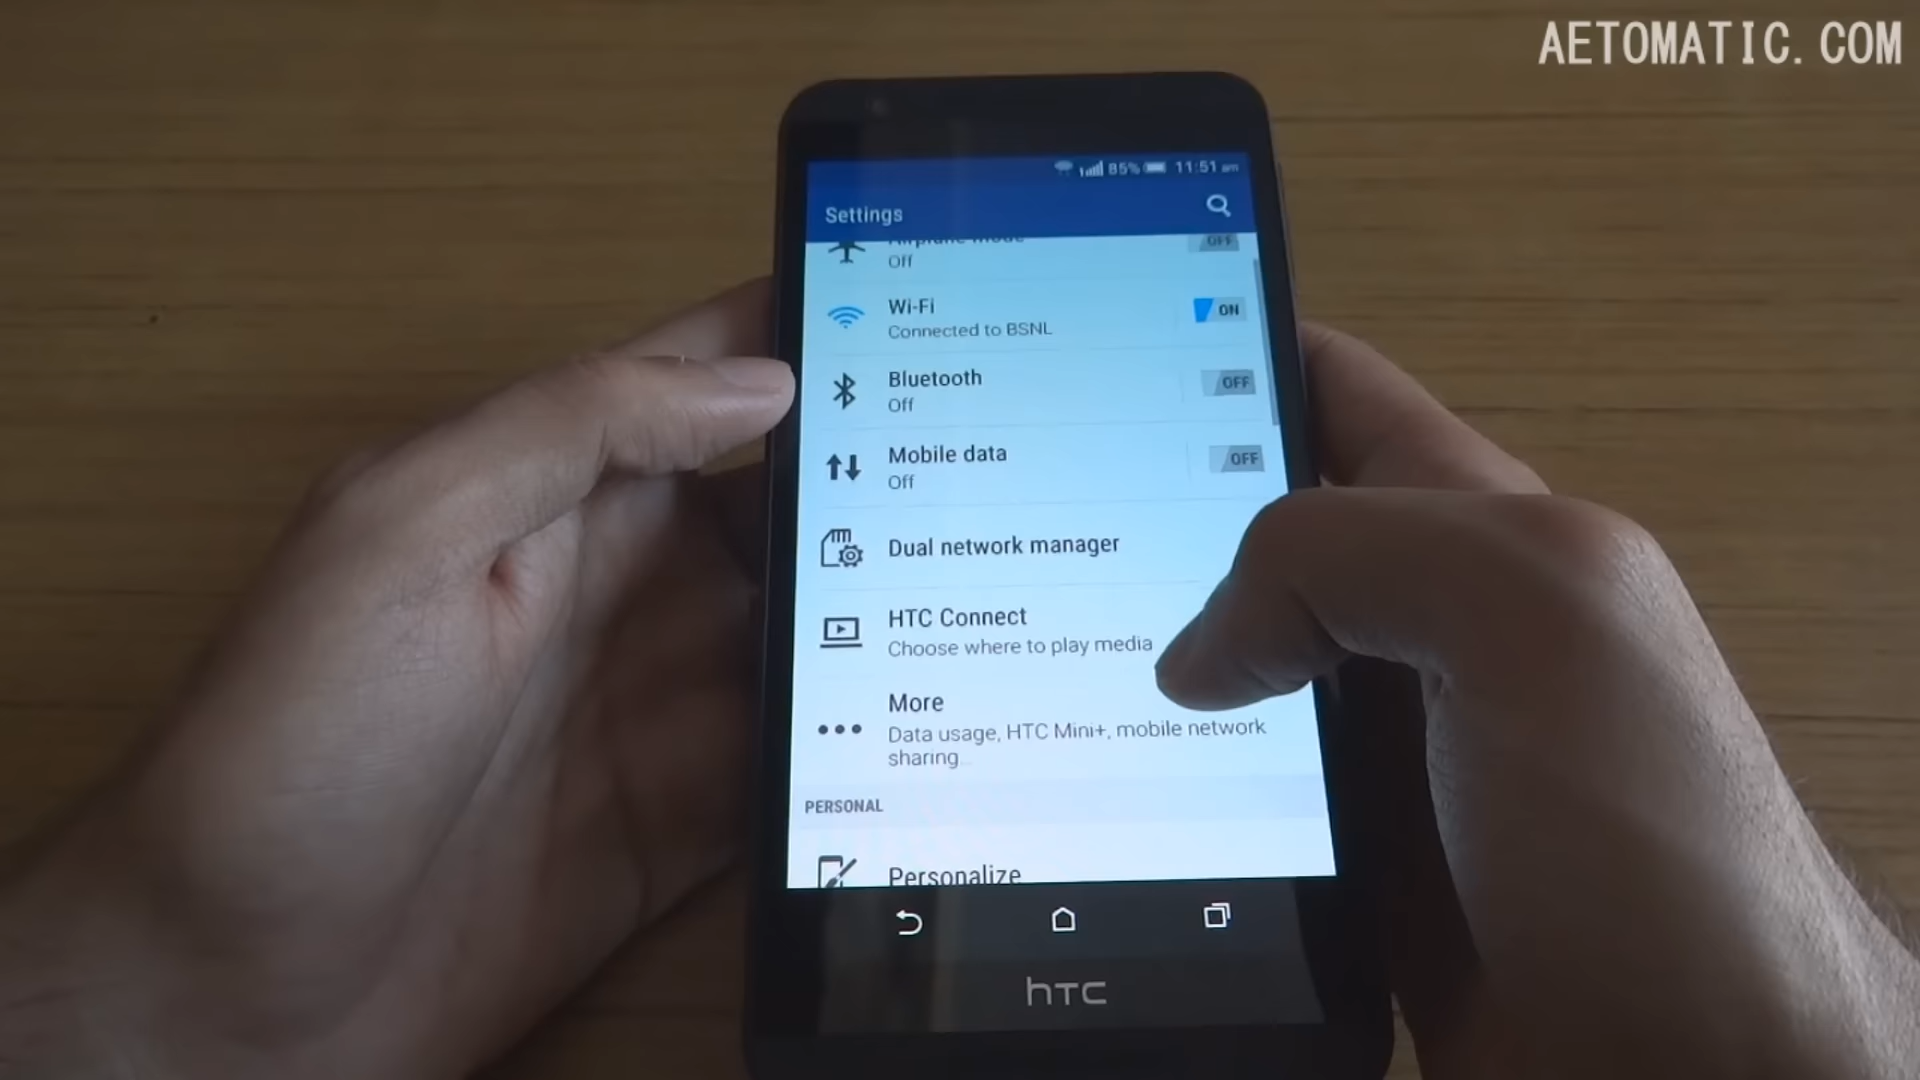 AETOMATIC.COM
85% 11:51 am
Settings
Airplane mode
OFF
Off
Wi-Fi
ON
Connected to BSNL
Bluetooth
OFF
Off
Mobile data
OFF
Off
Dual network manager
HTC Connect
Choose where to play media
More
Data usage, HTC Mini+, mobile network
sharing...
PERSONAL
Personalize
hTC